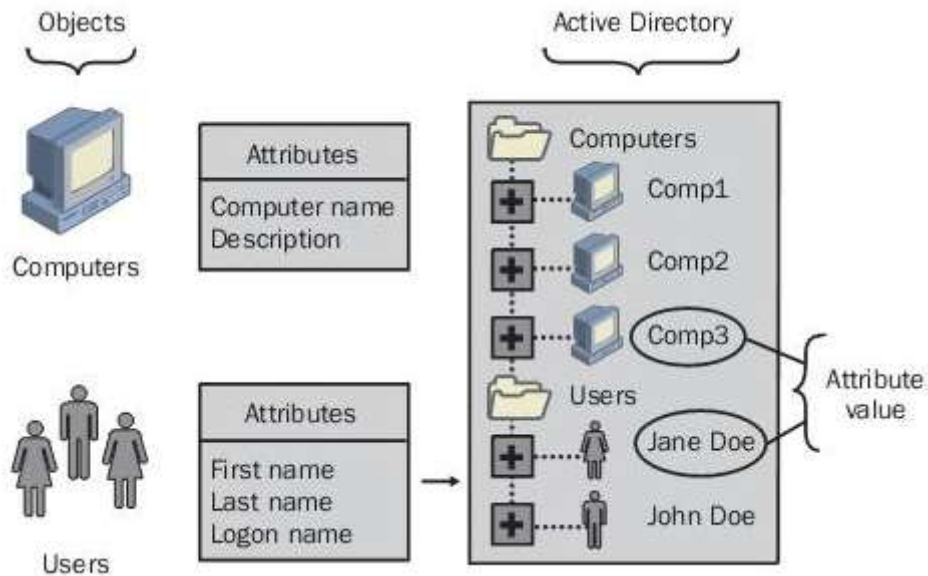 Objects
Active Directory
Computers
Attributes
Computer name
Description
Users
Attributes
First name
Last name
Logon name
Computers
Comp1
Comp2
Comp3
Users
Jane Doe
John Doe
Attribute
value